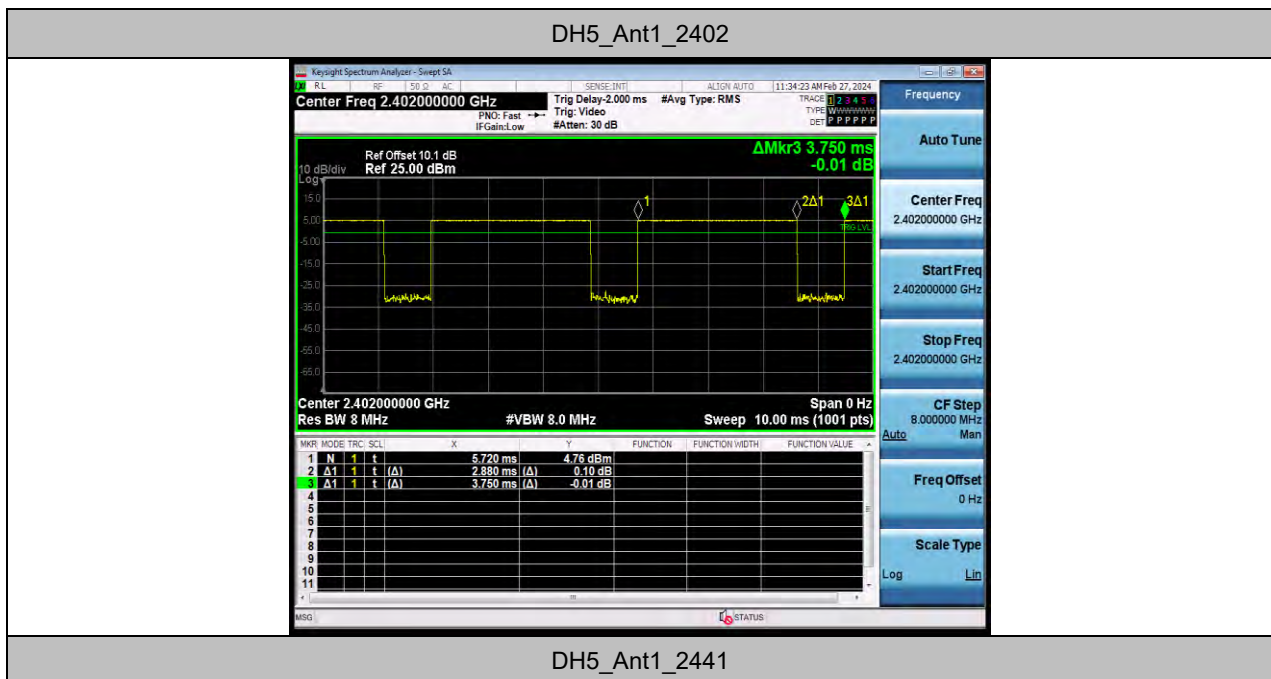 DH5_Ant1_2402
Keysight Spectrum Analyzer - Swept SA
RL RF 50 Ω AC SENSE:INT ALIGN AUTO 11:34:23 AM Feb 27, 2024
Center Freq 2.402000000 GHz
PNO: Fast
IFGain:Low
Trig Delay-2.000 ms
Trig: Video
#Atten: 30 dB
#Avg Type: RMS
TRACE 1 2 3 4 5 6
TYPE
DET P P P P P P
Ref Offset 10.1 dB
10 dB/div Ref 25.00 dBm
Log
ΔMkr3 3.750 ms
-0.01 dB
15.0
5.00
-5.00
-15.0
-25.0
-35.0
-45.0
-55.0
-65.0
1
2Δ1
3Δ1
TRIG LVL
Center 2.402000000 GHz Span 0 Hz
Res BW 8 MHz #VBW 8.0 MHz Sweep 10.00 ms (1001 pts)
MKR MODE TRC SCL X Y FUNCTION FUNCTION WIDTH FUNCTION VALUE
1 N 1 t 5.720 ms 4.76 dBm
2 Δ1 1 t (Δ) 2.880 ms (Δ) 0.10 dB
3 Δ1 1 t (Δ) 3.750 ms (Δ) -0.01 dB
4
5
6
7
8
9
10
11
MSG STATUS
Frequency
Auto Tune
Center Freq
2.402000000 GHz
Start Freq
2.402000000 GHz
Stop Freq
2.402000000 GHz
CF Step
8.000000 MHz
Auto Man
Freq Offset
0 Hz
Scale Type
Log Lin
DH5_Ant1_2441